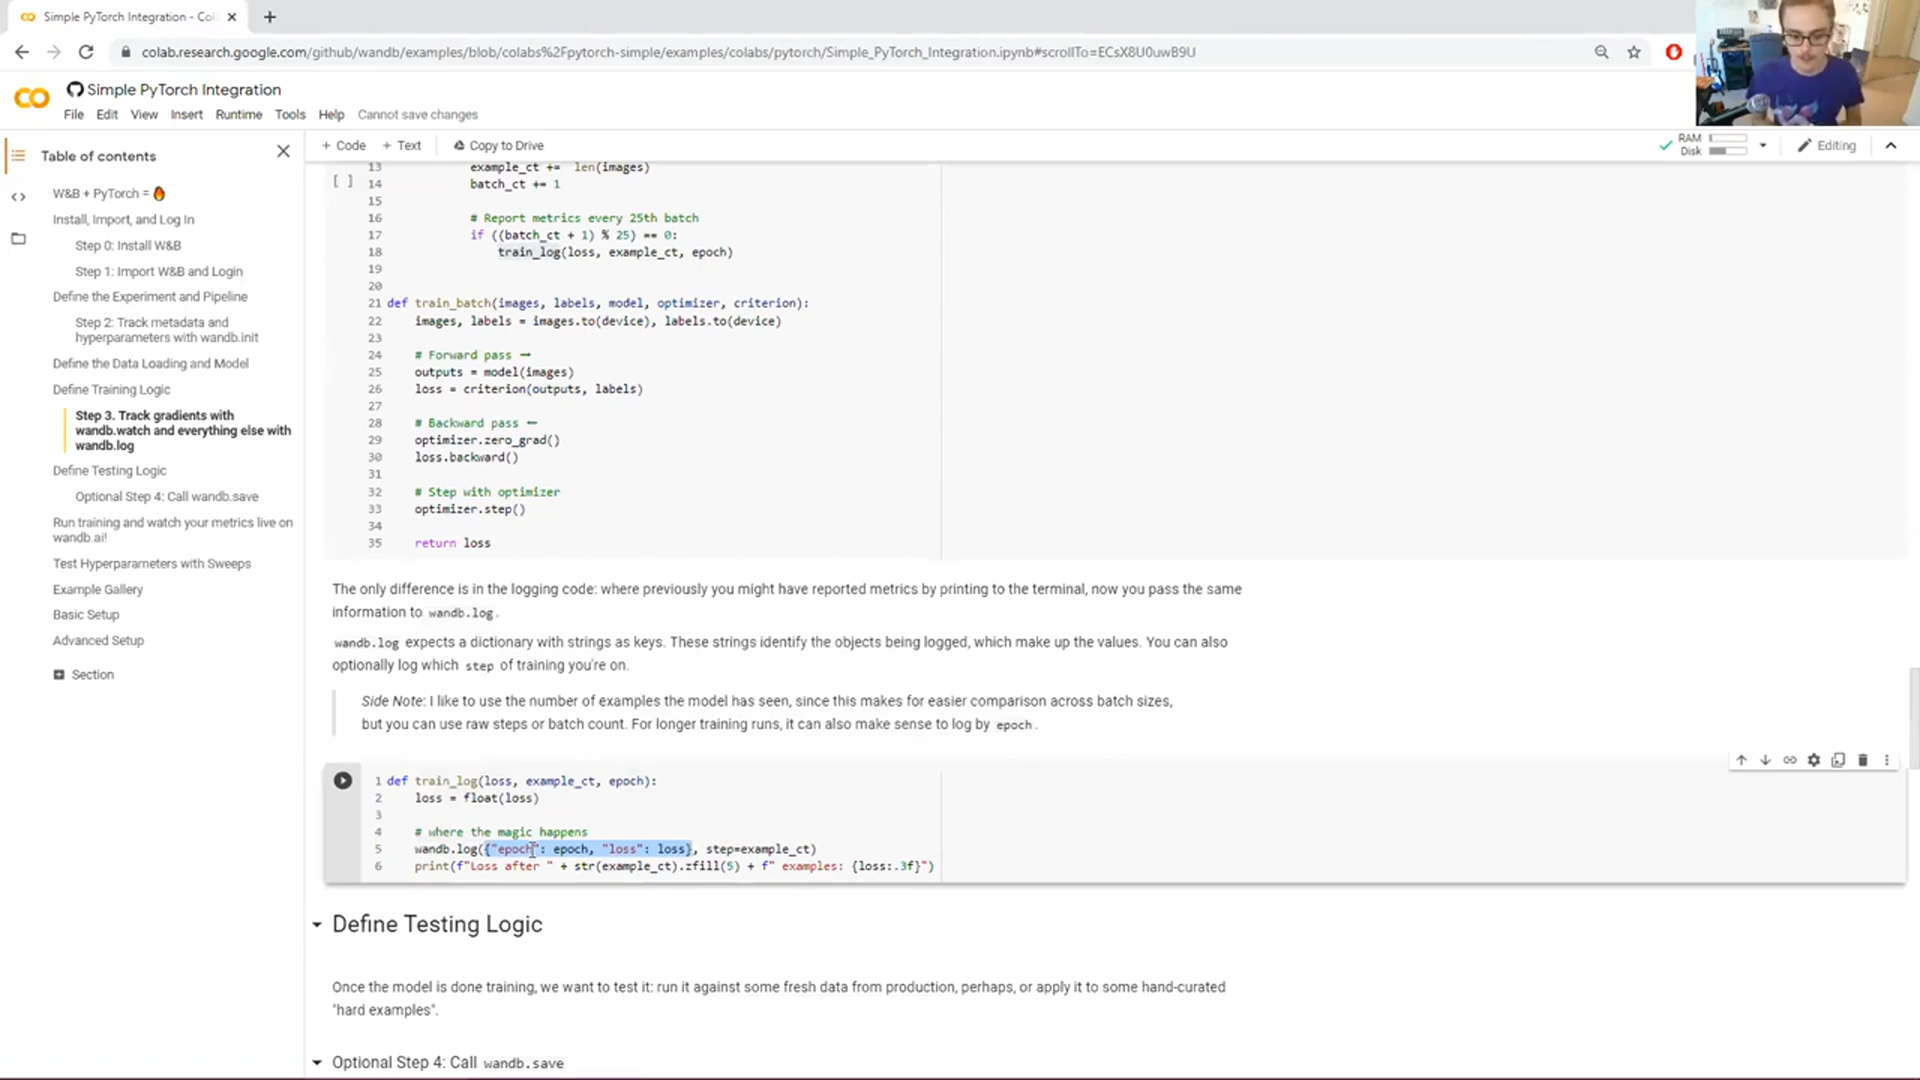 Simple PyTorch Integration - Col
colab.research.google.com/github/wandb/examples/blob/colabs%2Fpytorch-simple/examples/colabs/pytorch/Simple_PyTorch_Integration.ipynb#scrollTo=ECsX8U0uwB9U
CO
Simple PyTorch Integration
File Edit View Insert Runtime Tools Help Cannot save changes
Table of contents
+ Code + Text Copy to Drive
RAM
Disk
Editing
W&B + PyTorch = 🔥
Install, Import, and Log In
Step 0: Install W&B
Step 1: Import W&B and Login
Define the Experiment and Pipeline
Step 2: Track metadata and
hyperparameters with wandb.init
Define the Data Loading and Model
Define Training Logic
Step 3. Track gradients with
wandb.watch and everything else with
wandb.log
Define Testing Logic
Optional Step 4: Call wandb.save
Run training and watch your metrics live on
wandb.ai!
Test Hyperparameters with Sweeps
Example Gallery
Basic Setup
Advanced Setup
Section
[ ]
13 example_ct += len(images)
14 batch_ct += 1
15
16 # Report metrics every 25th batch
17 if ((batch_ct + 1) % 25) == 0:
18 train_log(loss, example_ct, epoch)
19
20
21 def train_batch(images, labels, model, optimizer, criterion):
22 images, labels = images.to(device), labels.to(device)
23
24 # Forward pass →
25 outputs = model(images)
26 loss = criterion(outputs, labels)
27
28 # Backward pass ←
29 optimizer.zero_grad()
30 loss.backward()
31
32 # Step with optimizer
33 optimizer.step()
34
35 return loss
The only difference is in the logging code: where previously you might have reported metrics by printing to the terminal, now you pass the same
information to wandb.log.
wandb.log expects a dictionary with strings as keys. These strings identify the objects being logged, which make up the values. You can also
optionally log which step of training you're on.
Side Note: I like to use the number of examples the model has seen, since this makes for easier comparison across batch sizes,
but you can use raw steps or batch count. For longer training runs, it can also make sense to log by epoch.
1 def train_log(loss, example_ct, epoch):
2 loss = float(loss)
3
4 # where the magic happens
5 wandb.log({"epoch": epoch, "loss": loss}, step=example_ct)
6 print(f"Loss after " + str(example_ct).zfill(5) + f" examples: {loss:.3f}")
Define Testing Logic
Once the model is done training, we want to test it: run it against some fresh data from production, perhaps, or apply it to some hand-curated
"hard examples".
Optional Step 4: Call wandb.save